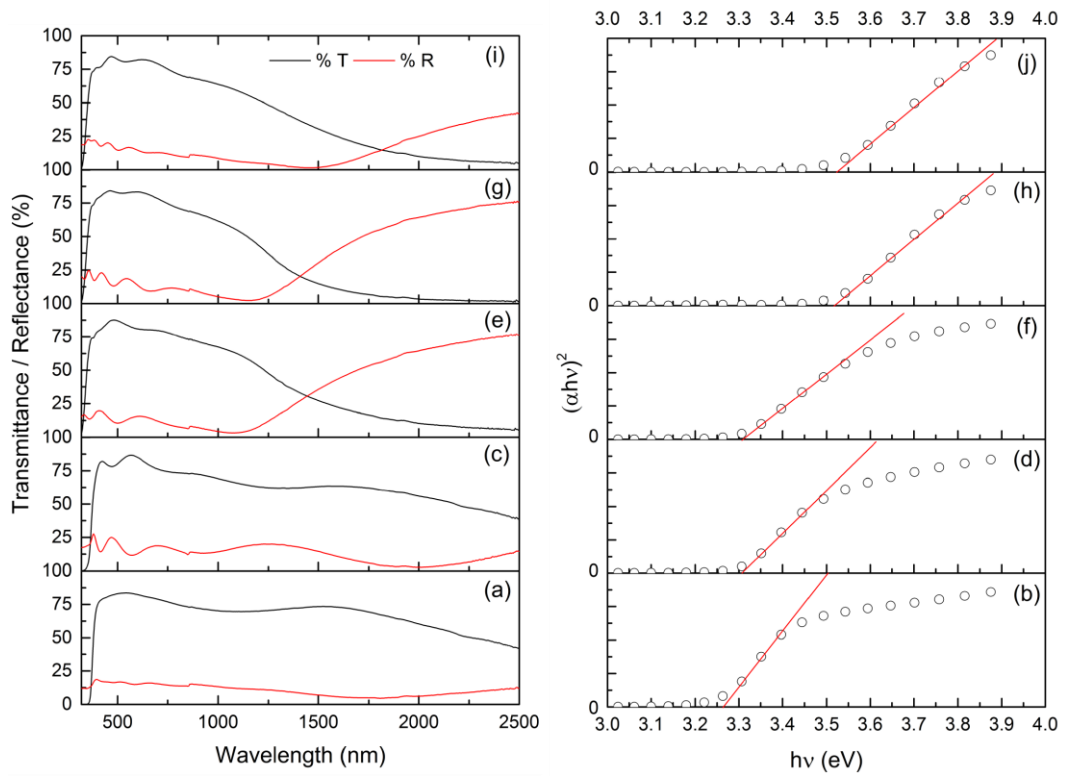 3.0 3.1 3.2 3.3 3.4 3.5 3.6 3.7 3.8 3.9 4.0
100
75
50
25
% T % R (i)
(j)
0
100
75
50
25
(g)
(h)
0
100
75
50
25
(e)
(f)
0
100
75
50
25
(c)
(d)
0
100
75
50
25
0
(a)
(b)
0
Transmittance / Reflectance (%)
(αhν)²
500 1000 1500 2000 2500
Wavelength (nm)
3.0 3.1 3.2 3.3 3.4 3.5 3.6 3.7 3.8 3.9 4.0
hν (eV)